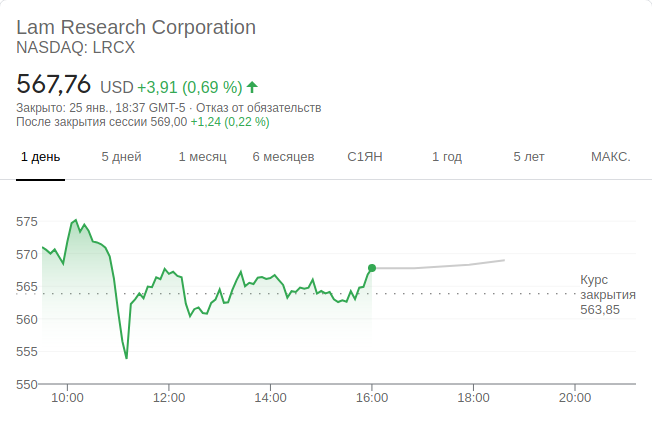 Lam Research Corporation
NASDAQ: LRCX
567,76 USD +3,91 (0,69 %)
Закрыто: 25 янв., 18:37 GMT-5 · Отказ от обязательств
После закрытия сессии 569,00 +1,24 (0,22 %)
1 день 5 дней 1 месяц 6 месяцев С1ЯН 1 год 5 лет МАКС.
575
570
565
560
555
550
Курс
закрытия
563,85
10:00 12:00 14:00 16:00 18:00 20:00